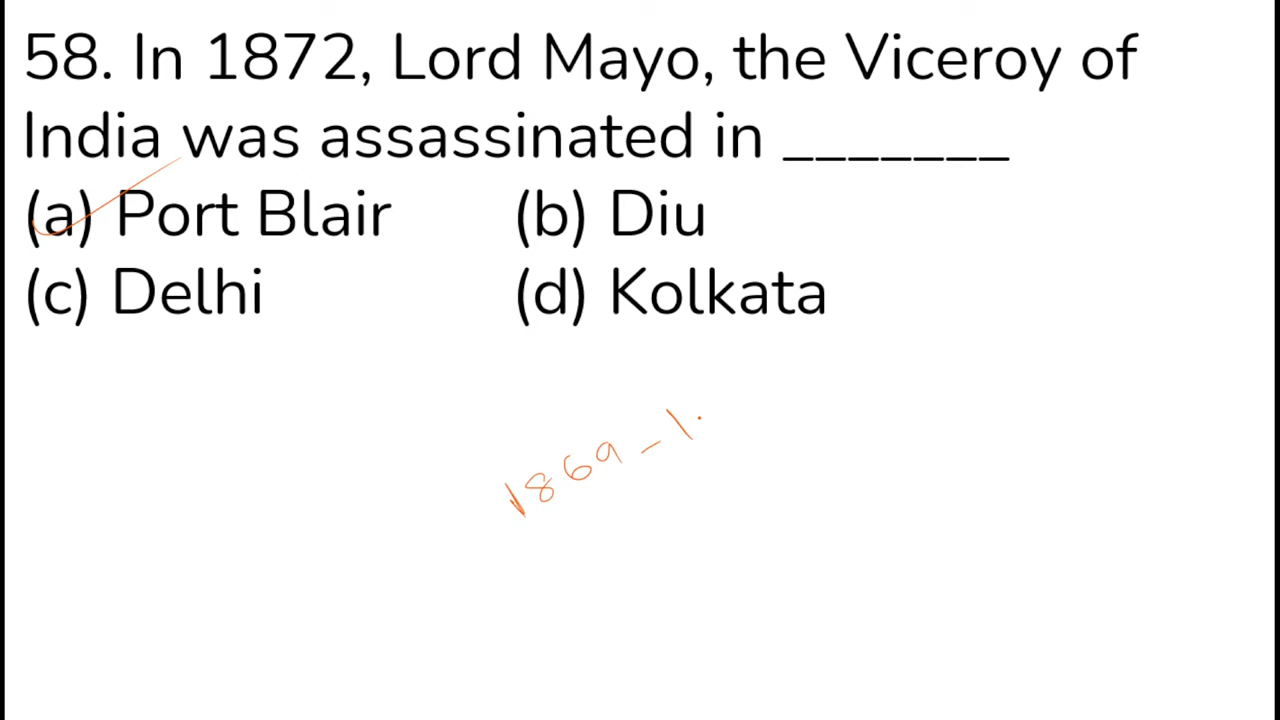 58. In 1872, Lord Mayo, the Viceroy of
India was assassinated in _______
(a) Port Blair (b) Diu
(c) Delhi (d) Kolkata
1869 - 1.